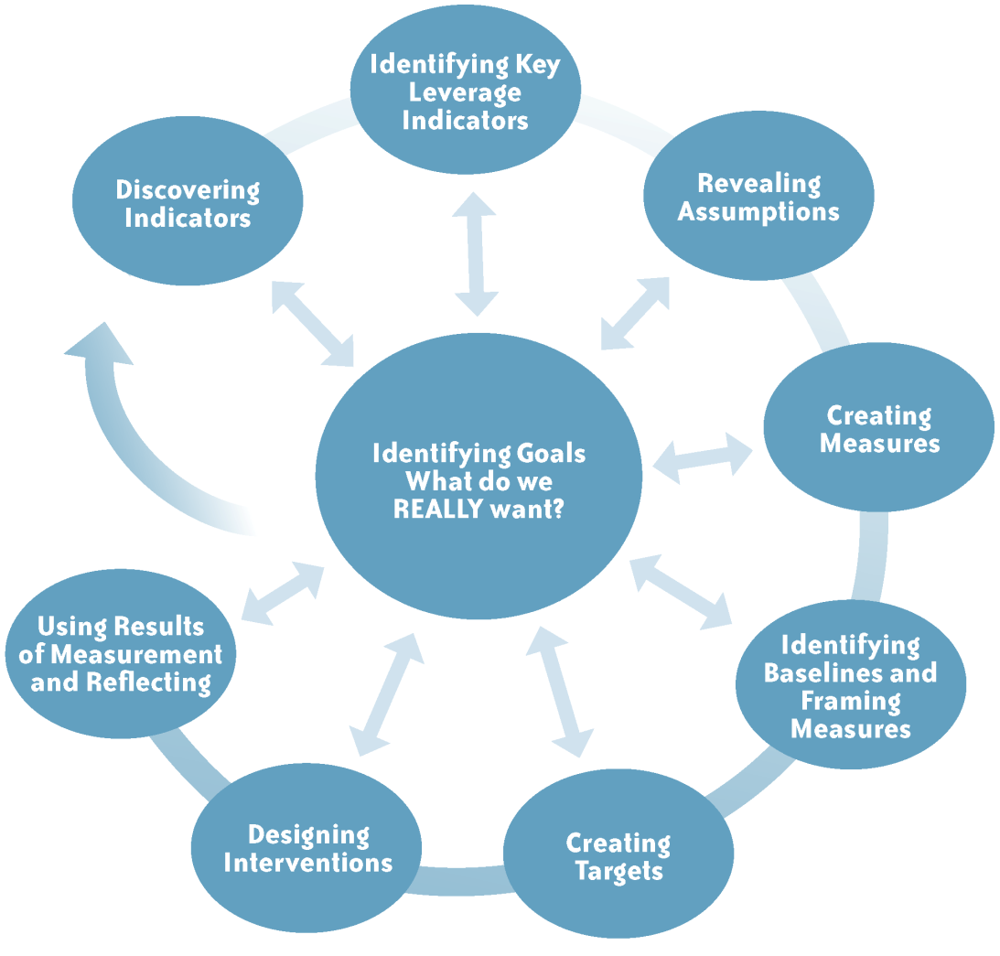 Identifying Key
Leverage
Indicators
Discovering
Indicators
Revealing
Assumptions
Creating
Measures
Identifying Goals
What do we
REALLY want?
Using Results
of Measurement
and Reflecting
Identifying
Baselines and
Framing
Measures
Designing
Interventions
Creating
Targets